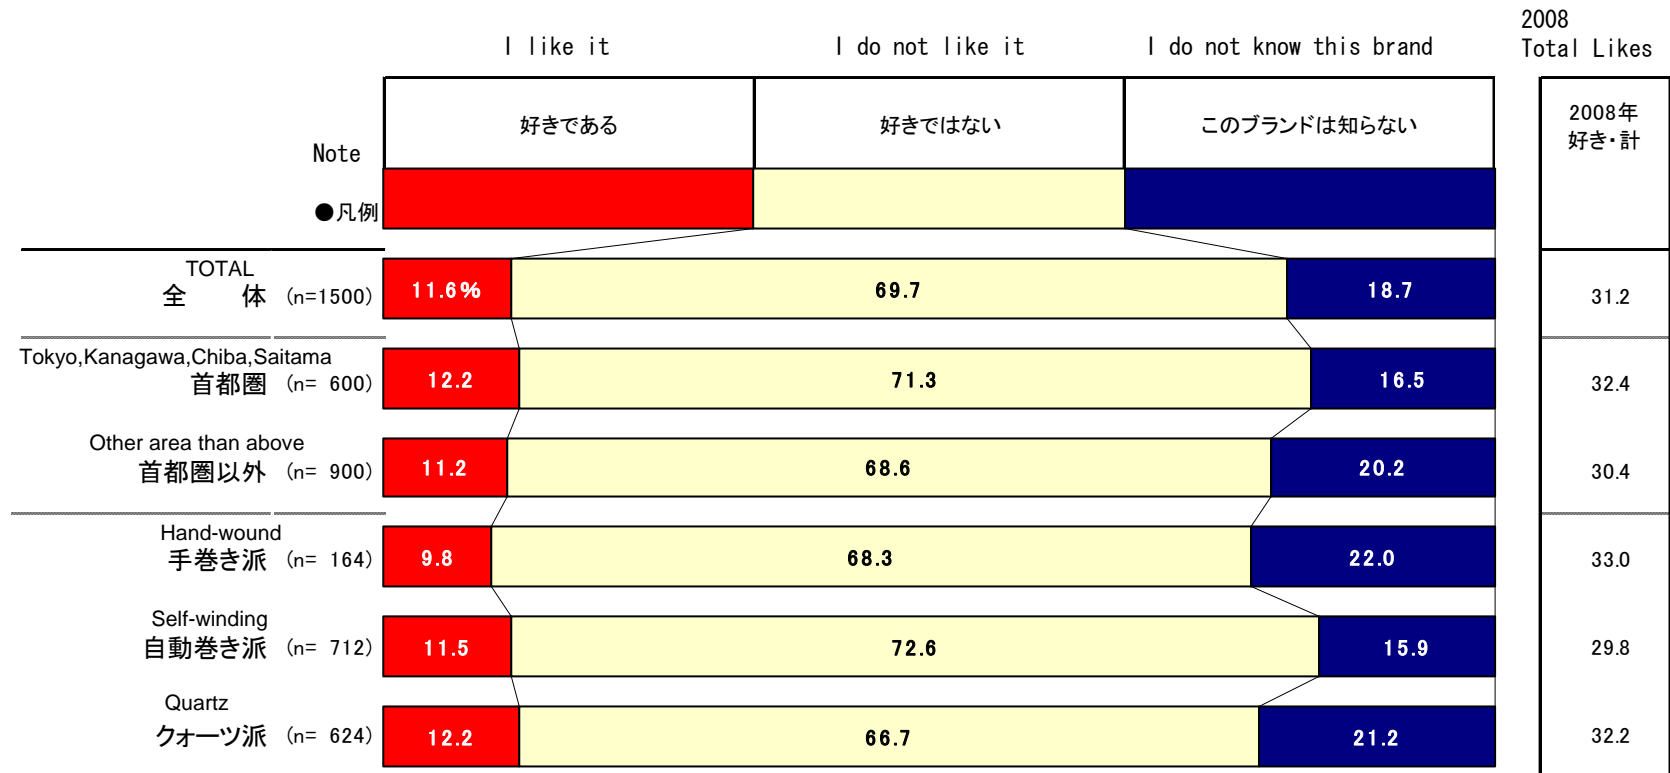 2008
I like it I do not like it I do not know this brand Total Likes
好きである 好きではない このブランドは知らない 2008年
好き・計
Note
●凡例
TOTAL
全 体 (n=1500) 11.6% 69.7 18.7 31.2
Tokyo,Kanagawa,Chiba,Saitama
首都圏 (n= 600) 12.2 71.3 16.5 32.4
Other area than above
首都圏以外 (n= 900) 11.2 68.6 20.2 30.4
Hand-wound
手巻き派 (n= 164) 9.8 68.3 22.0 33.0
Self-winding
自動巻き派 (n= 712) 11.5 72.6 15.9 29.8
Quartz
クォーツ派 (n= 624) 12.2 66.7 21.2 32.2